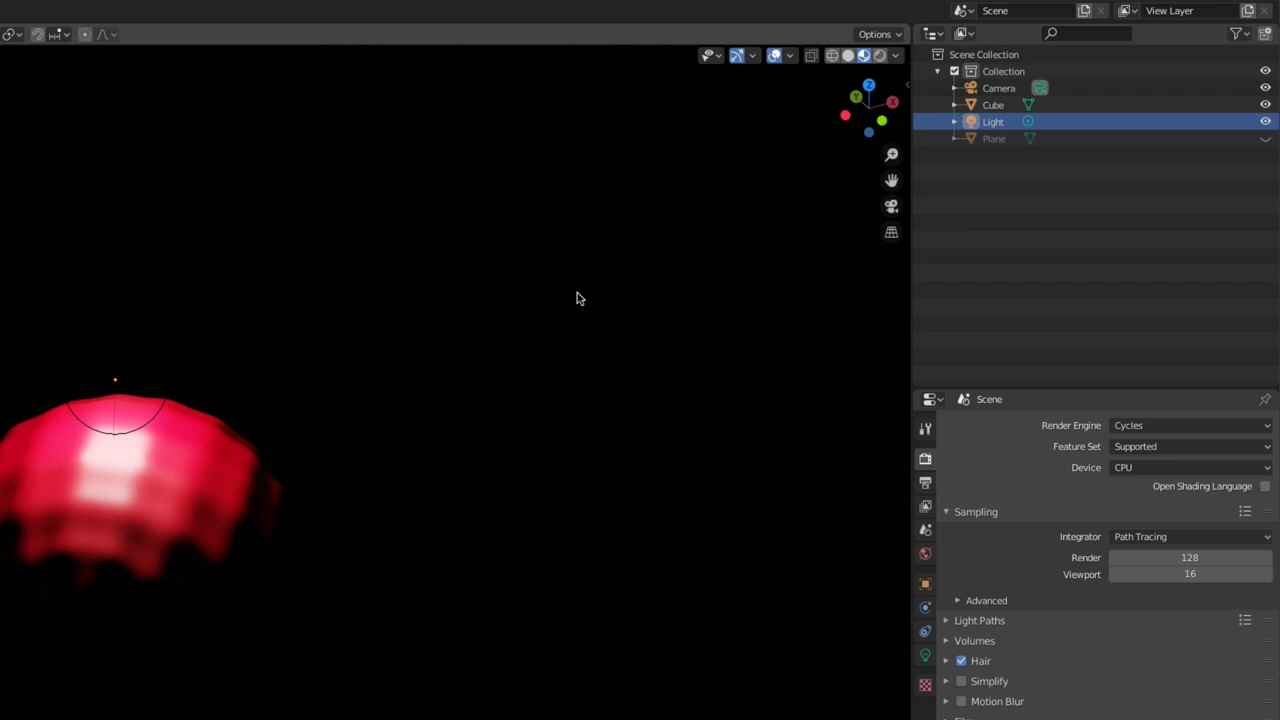 Scene
View Layer
Options
Scene Collection
Collection
Camera
Cube
Light
Plane
Z
Y
X
Scene
Render Engine Cycles
Feature Set Supported
Device CPU
Open Shading Language
Sampling
Integrator Path Tracing
Render 128
Viewport 16
Advanced
Light Paths
Volumes
Hair
Simplify
Motion Blur